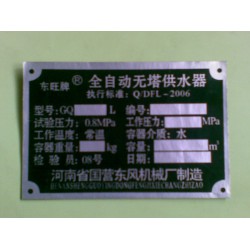 东旺牌® 全自动无塔供水器
执行标准：Q/DFL-2006
型号：GQ L 编号：
试验压力：0.8MPa 工作压力： MPa
工作温度：常温 容器介质：水
容器重量： kg 容器容积： m³
检验员：08号 生产日期：
河南省国营东风机械厂制造